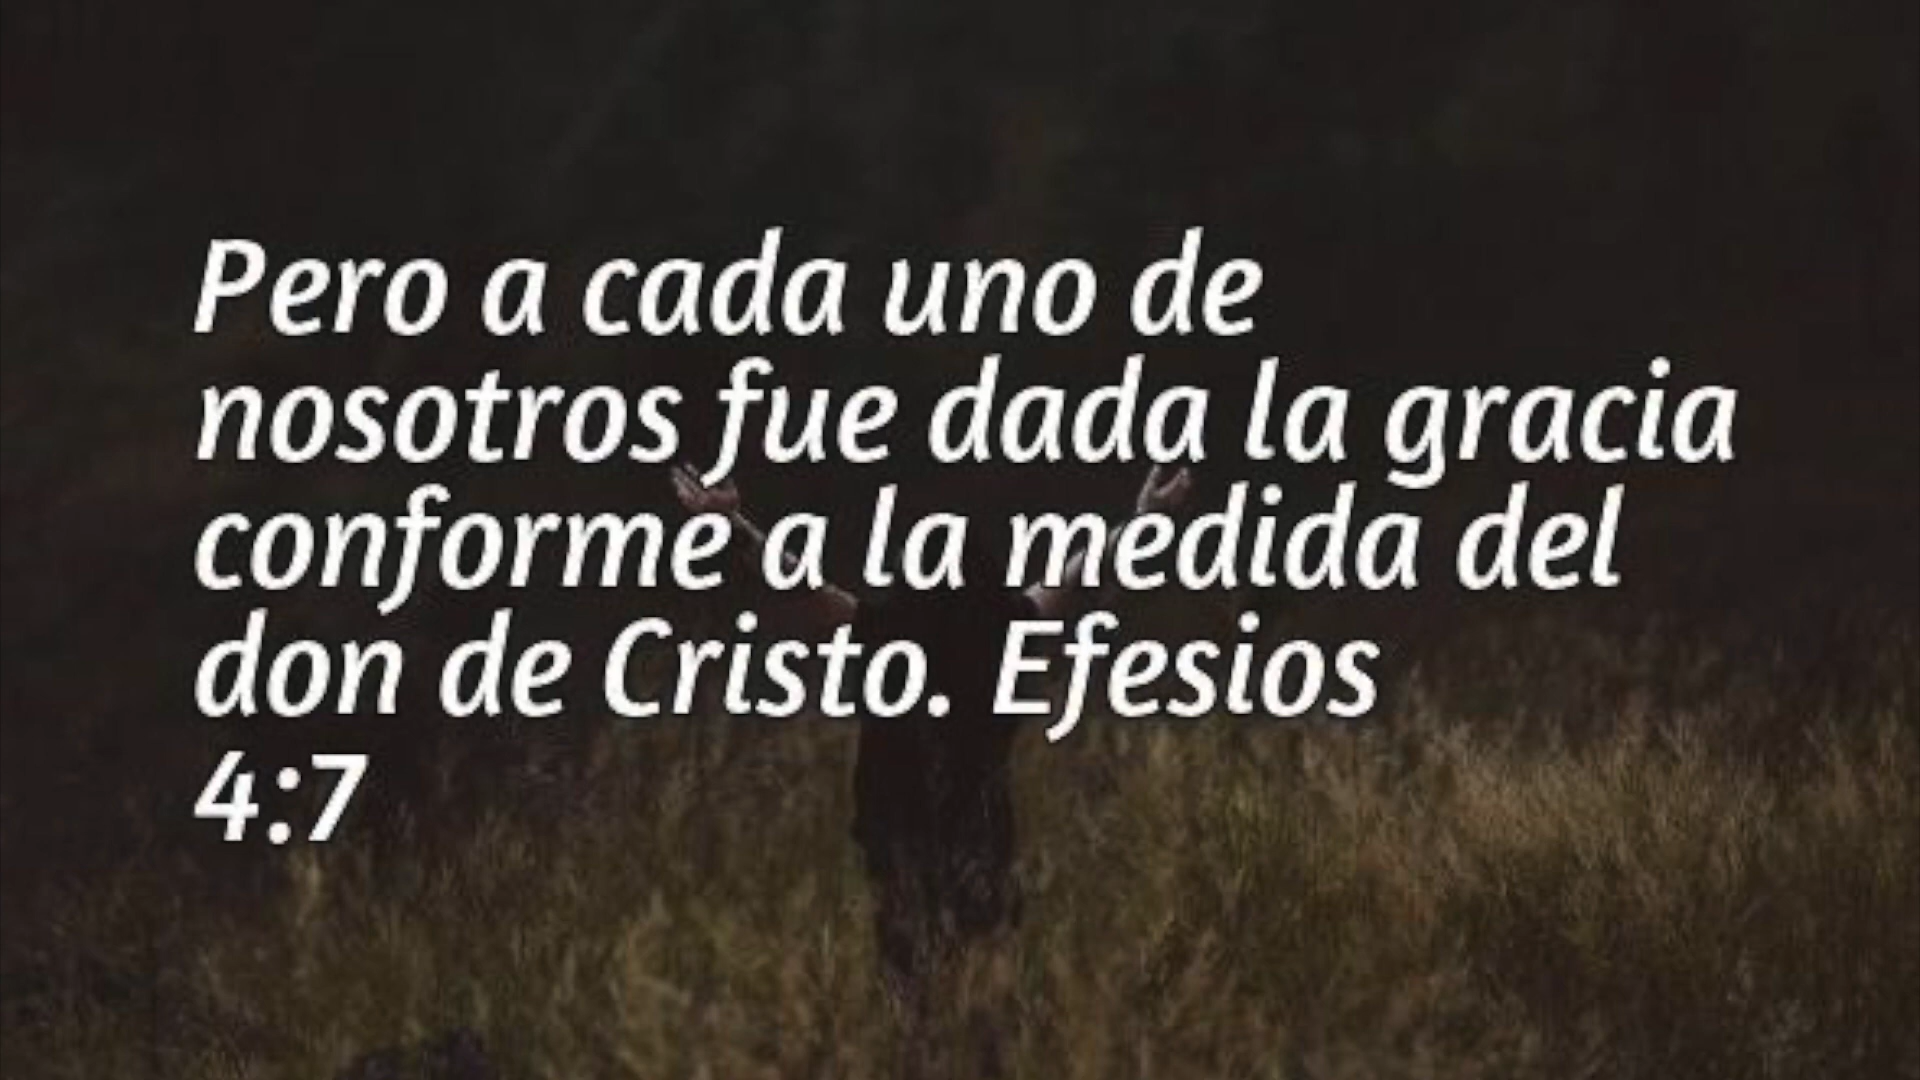 Pero a cada uno de
nosotros fue dada la gracia
conforme a la medida del
don de Cristo. Efesios
4:7